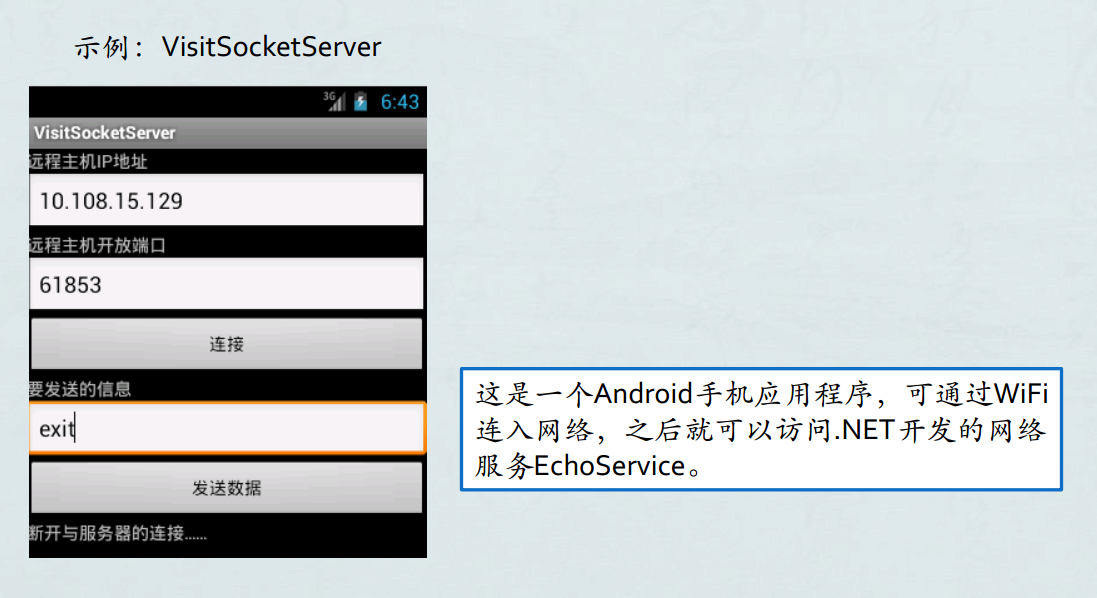 示例：VisitSocketServer
3G
6:43
VisitSocketServer
远程主机IP地址
10.108.15.129
远程主机开放端口
61853
连接
要发送的信息
exit
发送数据
断开与服务器的连接......
这是一个Android手机应用程序，可通过WiFi
连入网络，之后就可以访问.NET开发的网络
服务EchoService。